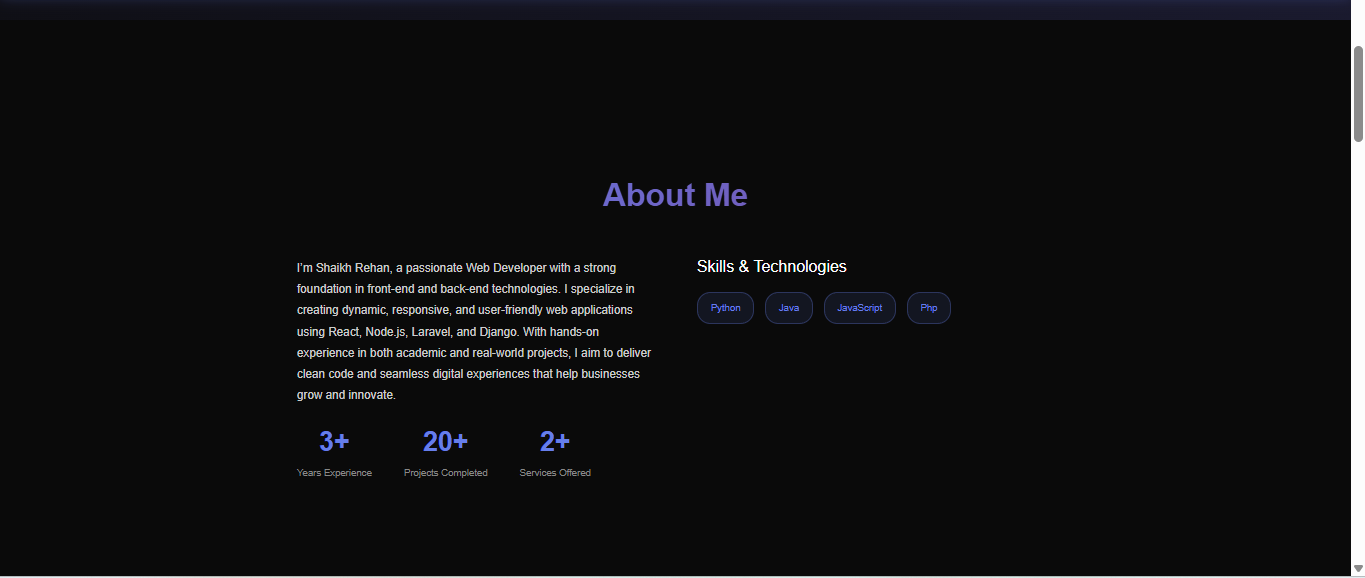 About Me
I'm Shaikh Rehan, a passionate Web Developer with a strong
foundation in front-end and back-end technologies. I specialize in
creating dynamic, responsive, and user-friendly web applications
using React, Node.js, Laravel, and Django. With hands-on
experience in both academic and real-world projects, I aim to deliver
clean code and seamless digital experiences that help businesses
grow and innovate.
3+ 20+ 2+
Years Experience Projects Completed Services Offered
Skills & Technologies
Python Java JavaScript Php